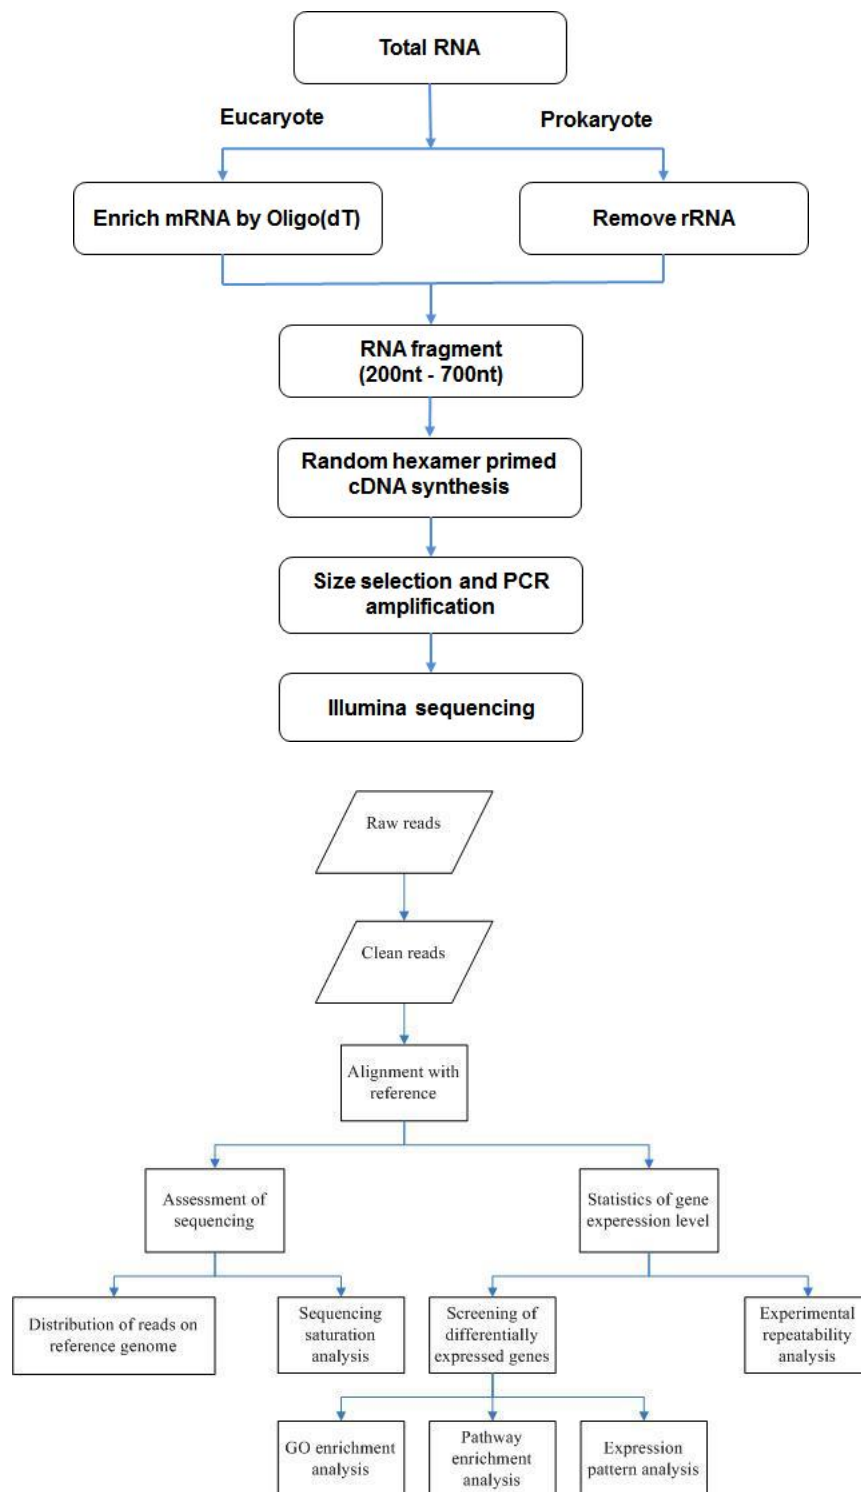 Total RNA
Eucaryote
Prokaryote
Enrich mRNA by Oligo(dT)
Remove rRNA
RNA fragment
(200nt - 700nt)
Random hexamer primed
cDNA synthesis
Size selection and PCR
amplification
Illumina sequencing
Raw reads
Clean reads
Alignment with
reference
Assessment of
sequencing
Statistics of gene
experession level
Distribution of reads on
reference genome
Sequencing
saturation
analysis
Screening of
differentially
expressed genes
Experimental
repeatability
analysis
GO enrichment
analysis
Pathway
enrichment
analysis
Expression
pattern analysis